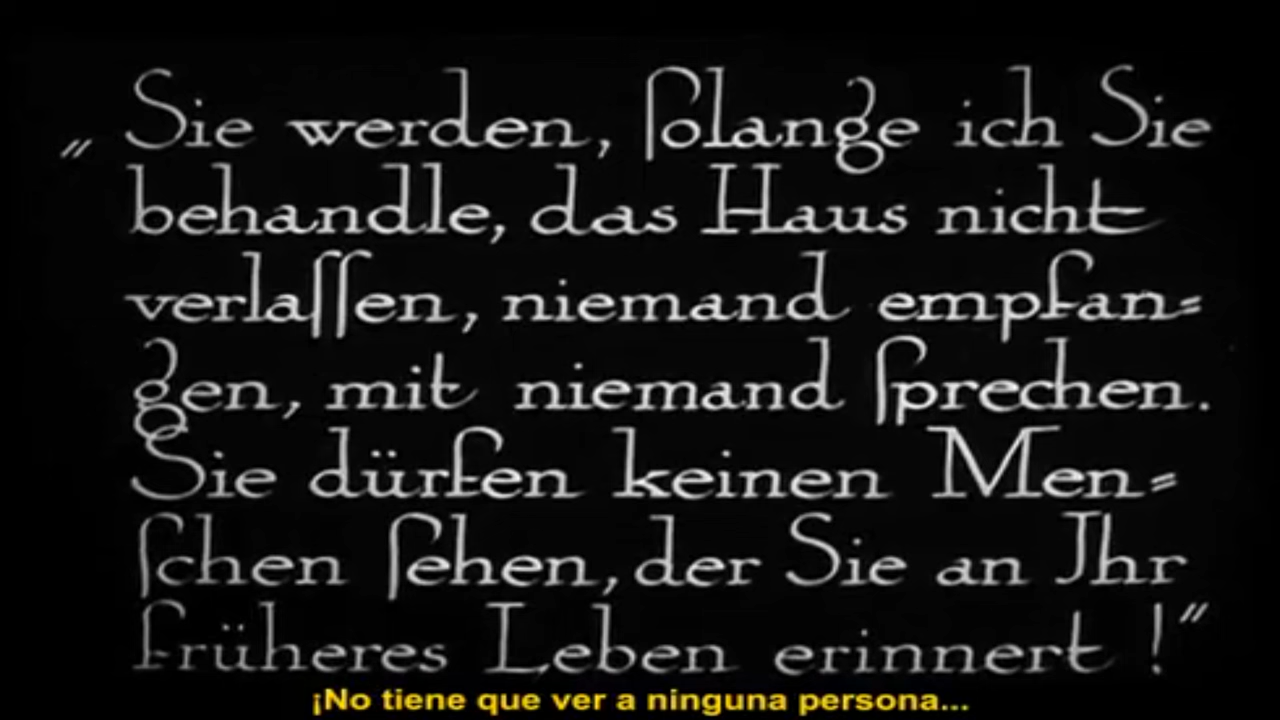 „Sie werden, ſolange ich Sie
behandle, das Haus nicht
verlaſſen, niemand empfan⸗
gen, mit niemand ſprechen.
Sie dürfen keinen Men⸗
ſchen ſehen, der Sie an Ihr
früheres Leben erinnert!”
¡No tiene que ver a ninguna persona...